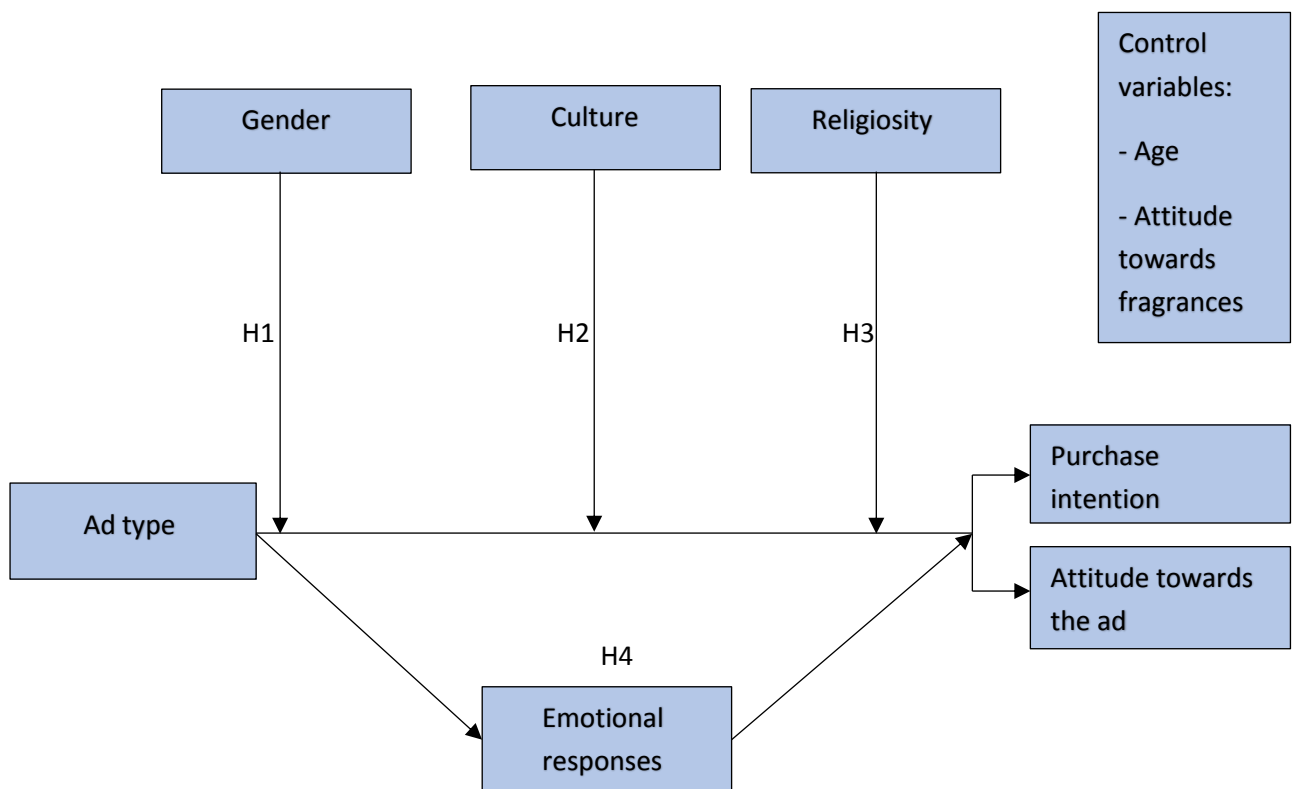 Control
variables:
- Age
- Attitude
towards
fragrances
Gender
Culture
Religiosity
H1
H2
H3
Ad type
Purchase
intention
Attitude towards
the ad
H4
Emotional
responses